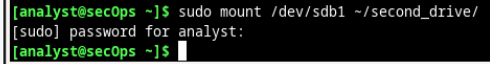 [analyst@secOps ~]$ sudo mount /dev/sdb1 ~/second_drive/
[sudo] password for analyst:
[analyst@secOps ~]$